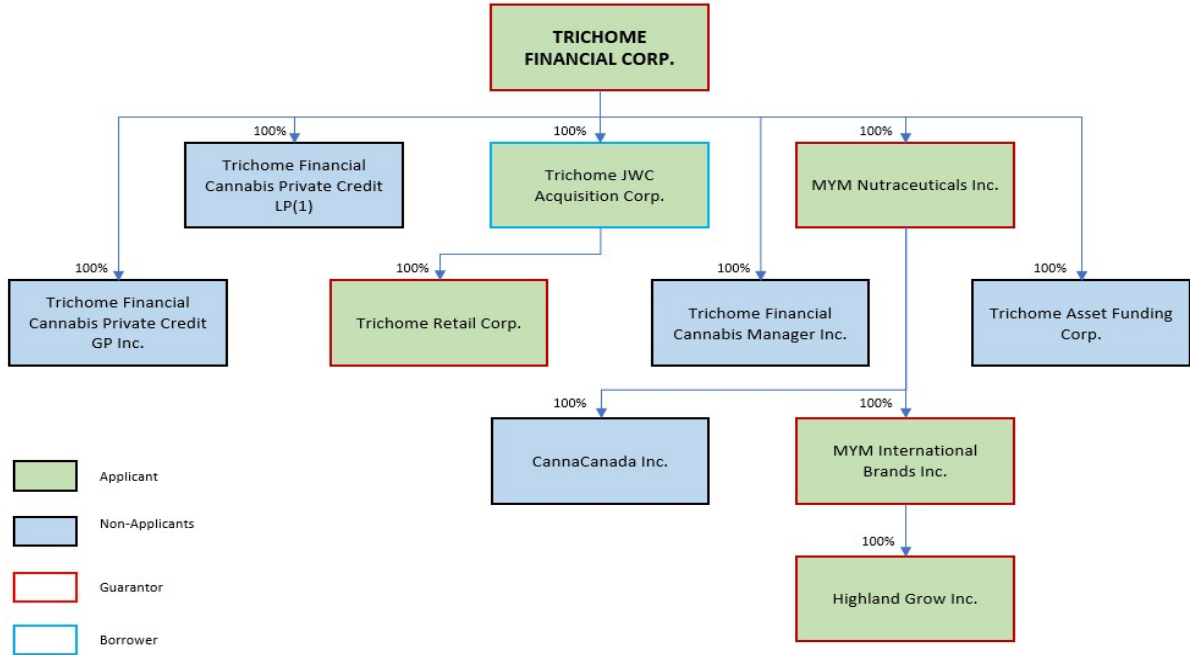 TRICHOME
FINANCIAL CORP.
100%
100%
100%
Trichome Financial
Cannabis Private Credit
LP(1)
Trichome JWC
Acquisition Corp.
MYM Nutraceuticals Inc.
100%
100%
100%
100%
Trichome Financial
Cannabis Private Credit
GP Inc.
Trichome Retail Corp.
Trichome Financial
Cannabis Manager Inc.
Trichome Asset Funding
Corp.
100%
100%
CannaCanada Inc.
MYM International
Brands Inc.
100%
Highland Grow Inc.
Applicant
Non-Applicants
Guarantor
Borrower